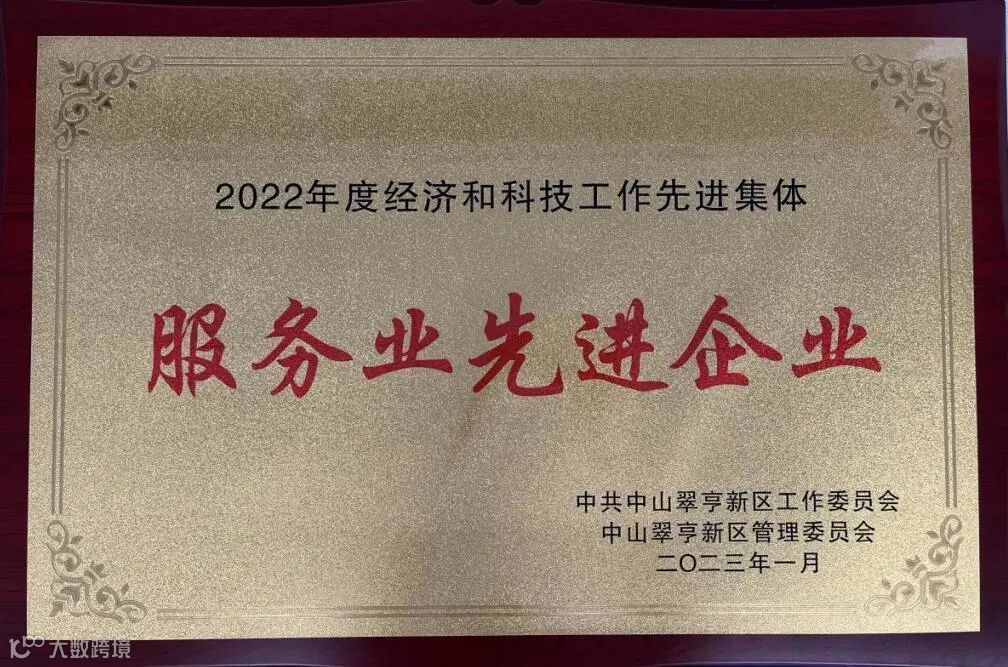 2022年度经济和科技工作先进集体
服务业先进企业
中共中山翠亨新区工作委员会
中山翠亨新区管理委员会
二〇二三年一月
大数跨境